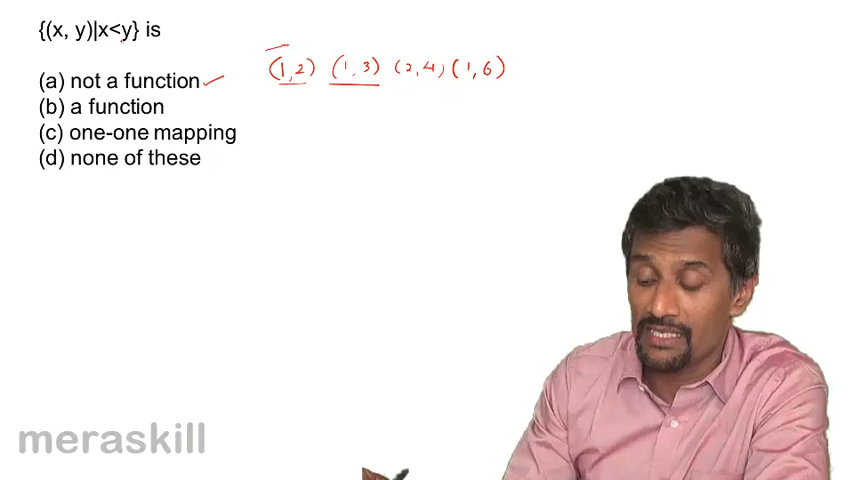 {(x, y)|x<y} is
(1,2) (1,3) (2,4) (1,6)
(a) not a function ✓
(b) a function
(c) one-one mapping
(d) none of these
meraskill